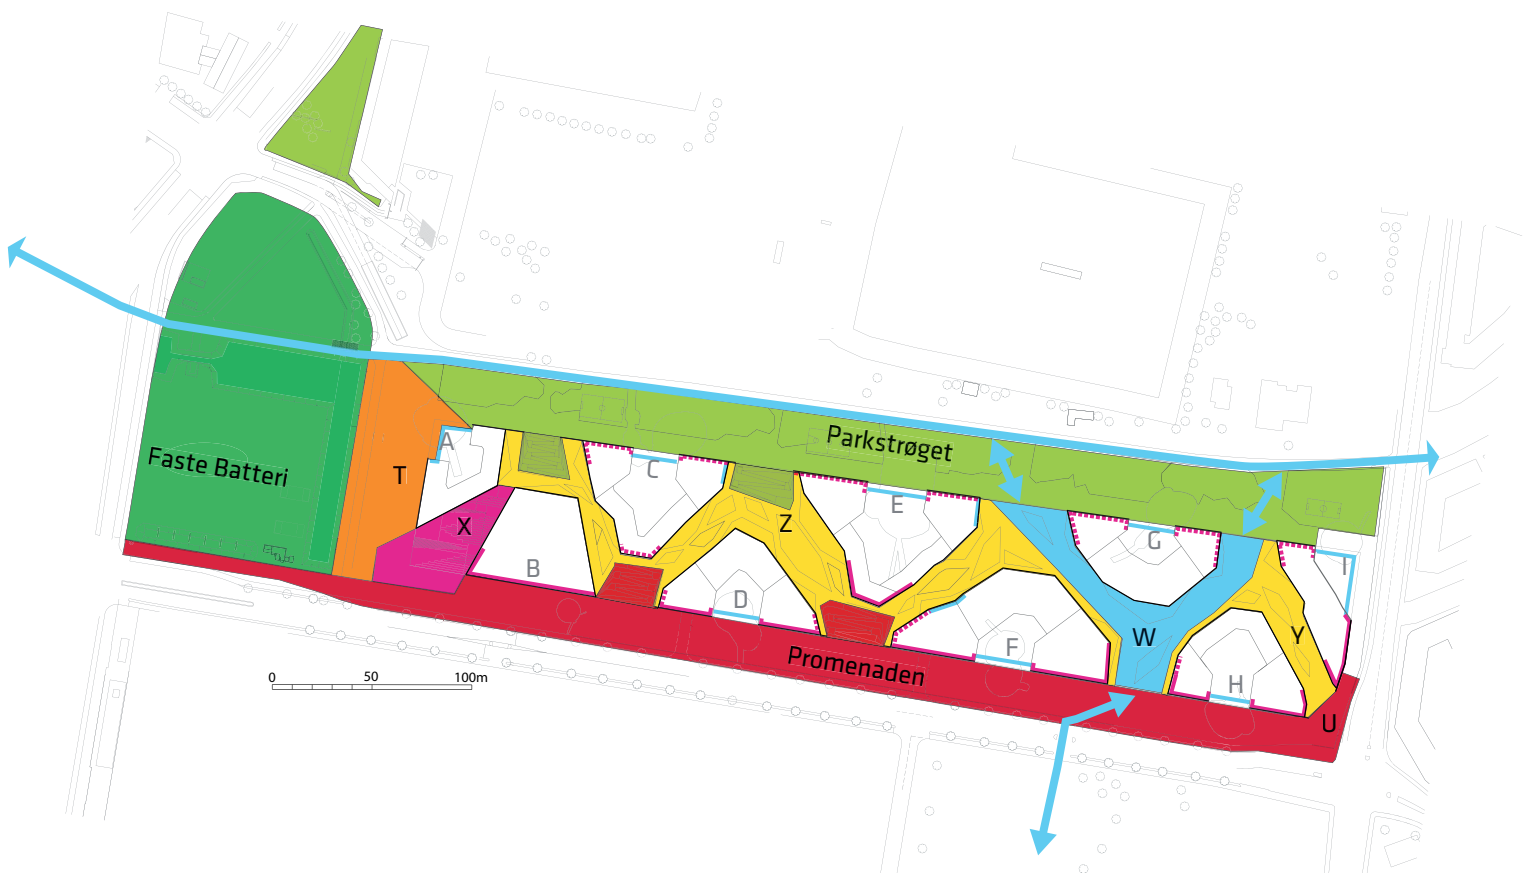 Faste Batteri
Parkstrøget
Promenaden
T
A
X
B
C
Z
D
E
F
G
W
H
I
Y
U
0 50 100m